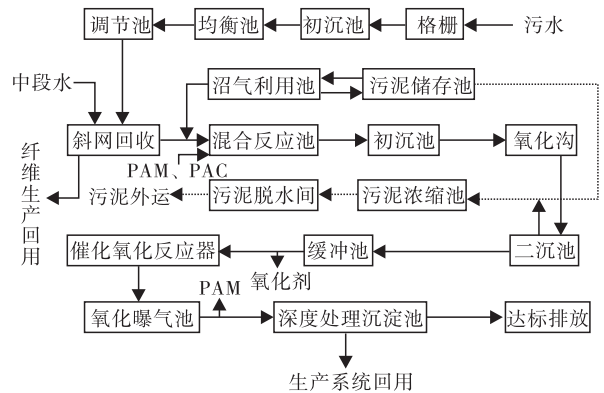 调节池 均衡池 初沉池 格栅 污水
中段水 沼气利用池 污泥储存池
斜网回收 混合反应池 初沉池 氧化沟
PAM、PAC
纤维生产回用
污泥外运 污泥脱水间 污泥浓缩池
催化氧化反应器 缓冲池 二沉池
氧化剂
PAM
氧化曝气池 深度处理沉淀池 达标排放
生产系统回用